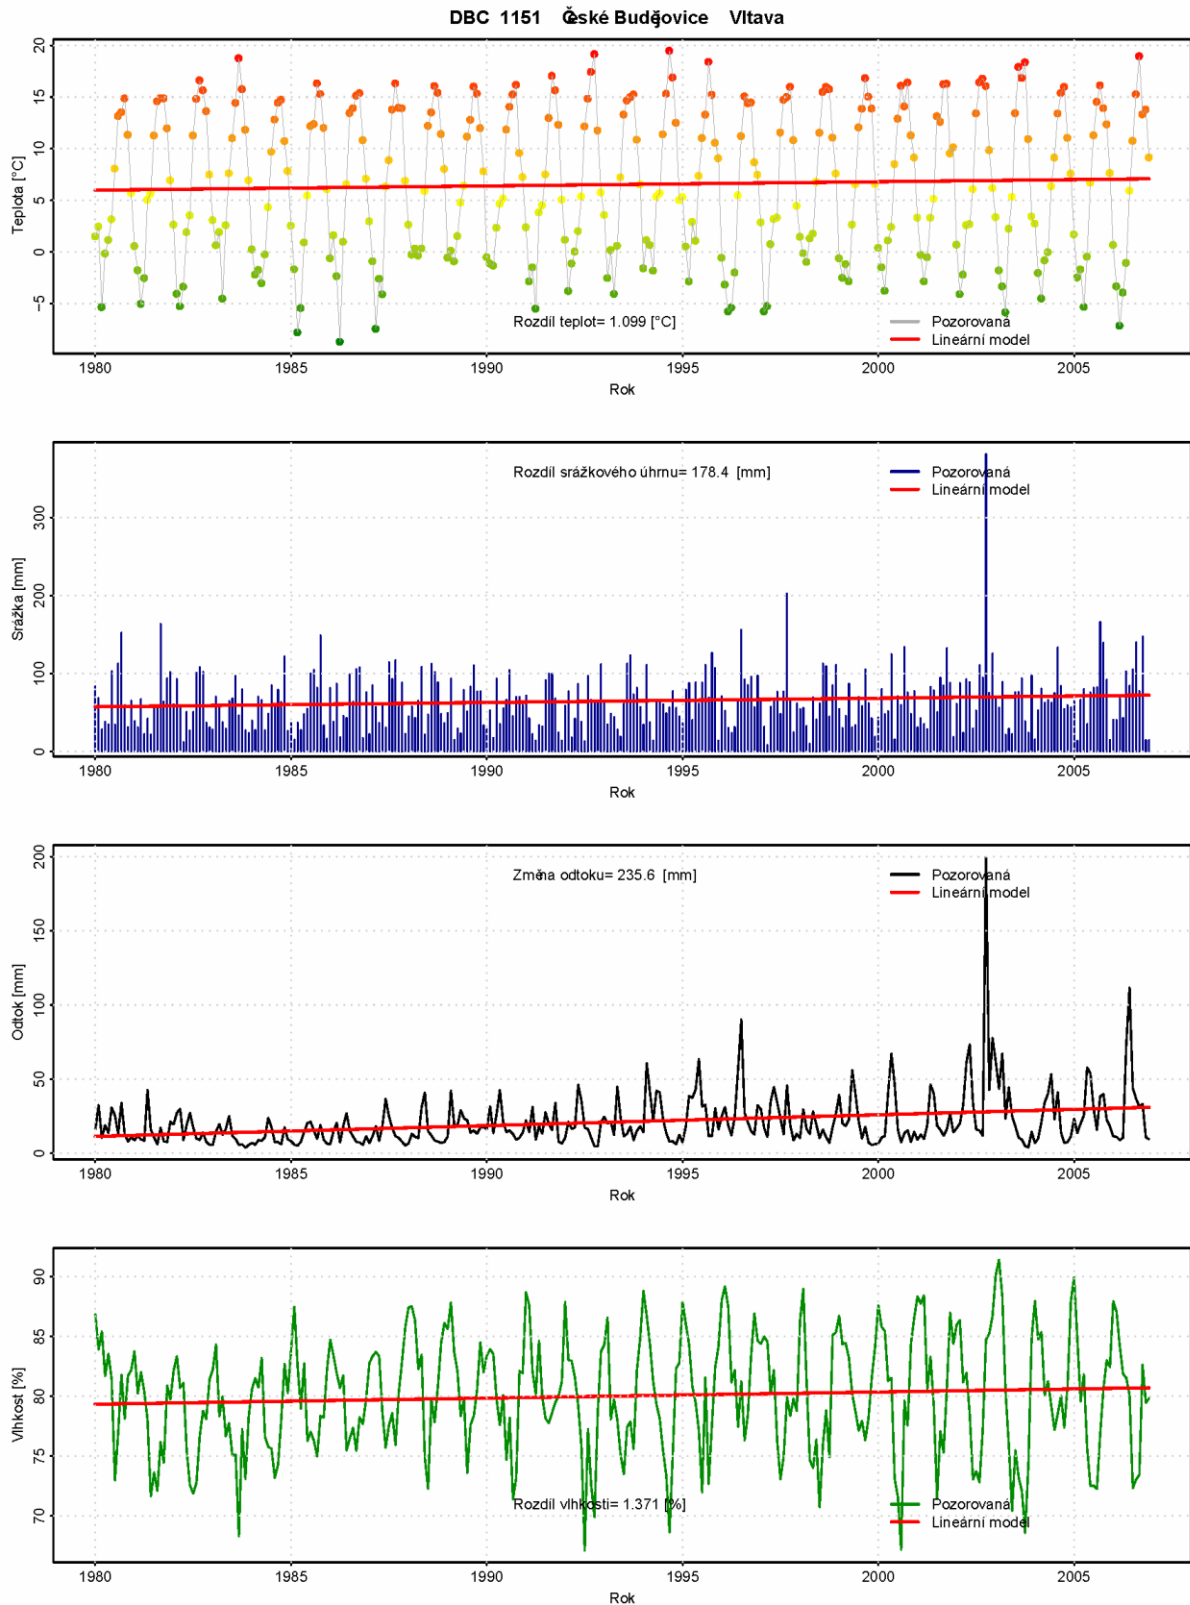 DBC 1151 České Budějovice Vltava
20
15
10
5
0
−5
Teplota [°C]
Rozdíl teplot= 1.099 [°C]
Pozorovaná
Lineární model
1980 1985 1990 1995 2000 2005
Rok
Rozdíl srážkového úhrnu= 178.4 [mm]
Pozorovaná
Lineární model
300
200
100
0
Srážka [mm]
1980 1985 1990 1995 2000 2005
Rok
200
150
100
50
0
Odtok [mm]
Změna odtoku= 235.6 [mm]
Pozorovaná
Lineární model
1980 1985 1990 1995 2000 2005
Rok
90
85
80
75
70
Vlhkost [%]
Rozdíl vlhkosti= 1.371 [%]
Pozorovaná
Lineární model
1980 1985 1990 1995 2000 2005
Rok